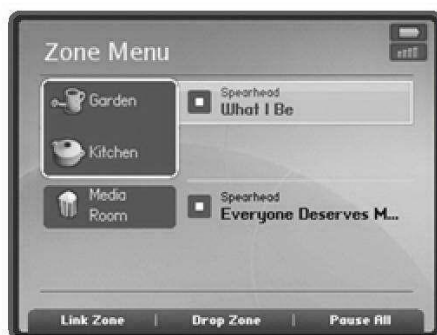 Zone Menu
Garden
Spearhead
What I Be
Kitchen
Media
Room
Spearhead
Everyone Deserves M...
Link Zone | Drop Zone | Pause All